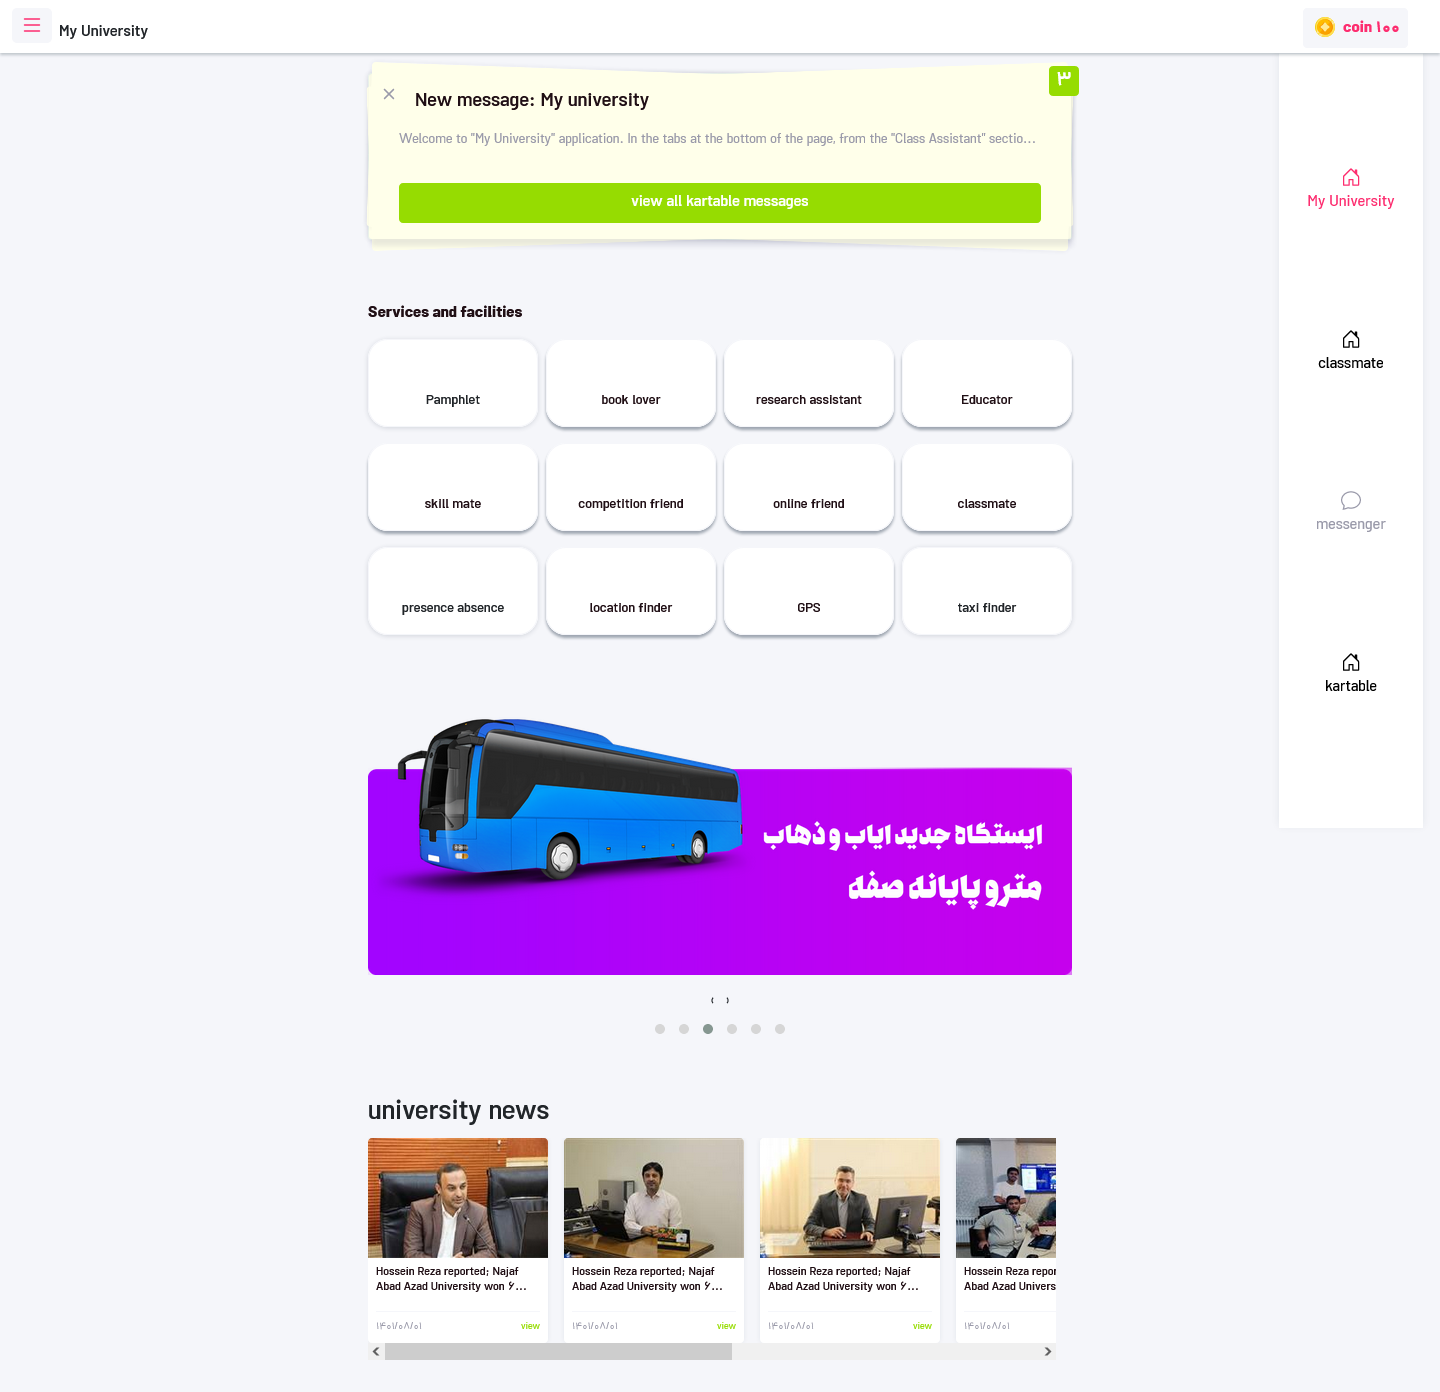 My University
coin ۱۰۰
۳
New message: My university
Welcome to "My University" application. In the tabs at the bottom of the page, from the "Class Assistant" sectio...
view all kartable messages
My University
classmate
messenger
kartable
Services and facilities
Pamphlet
book lover
research assistant
Educator
skill mate
competition friend
online friend
classmate
presence absence
location finder
GPS
taxi finder
ایستگاه جدید ایاب و ذهاب
مترو پایانه صفه
university news
Hossein Reza reported; Najaf
Abad Azad University won ۶...
۱۴۰۱/۰۸/۰۱
view
Hossein Reza reported; Najaf
Abad Azad University won ۶...
۱۴۰۱/۰۸/۰۱
view
Hossein Reza reported; Najaf
Abad Azad University won ۶...
۱۴۰۱/۰۸/۰۱
view
Hossein Reza repor
Abad Azad Univers
۱۴۰۱/۰۸/۰۱